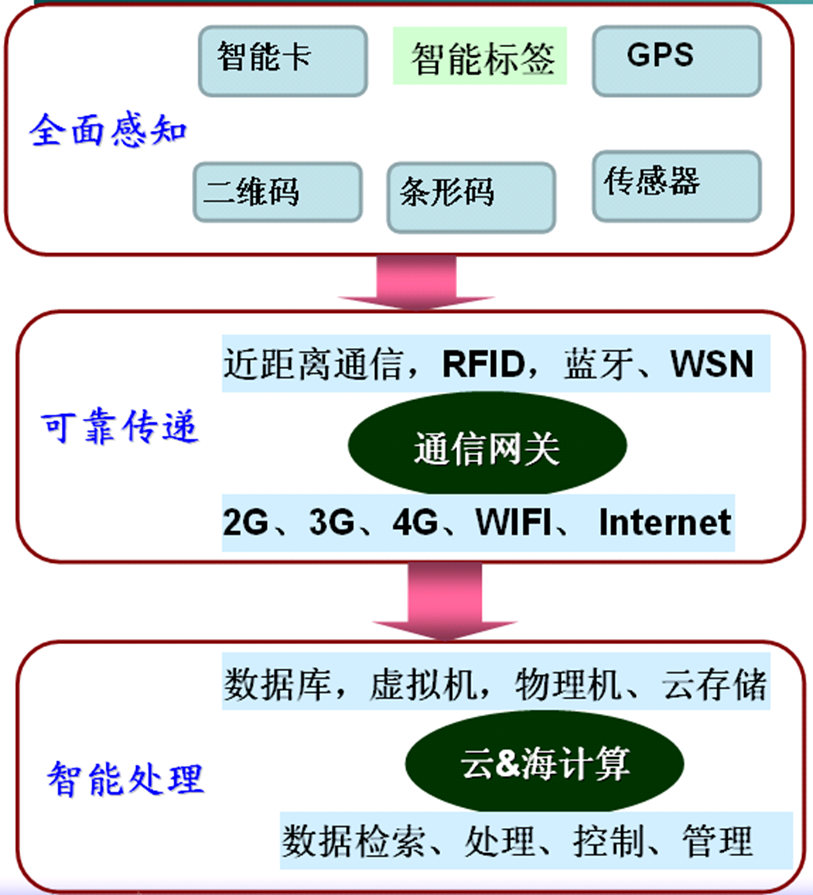 智能卡
智能标签
GPS
全面感知
二维码
条形码
传感器
近距离通信，RFID，蓝牙、WSN
可靠传递
通信网关
2G、3G、4G、WIFI、 Internet
数据库，虚拟机，物理机、云存储
智能处理
云&海计算
数据检索、处理、控制、管理